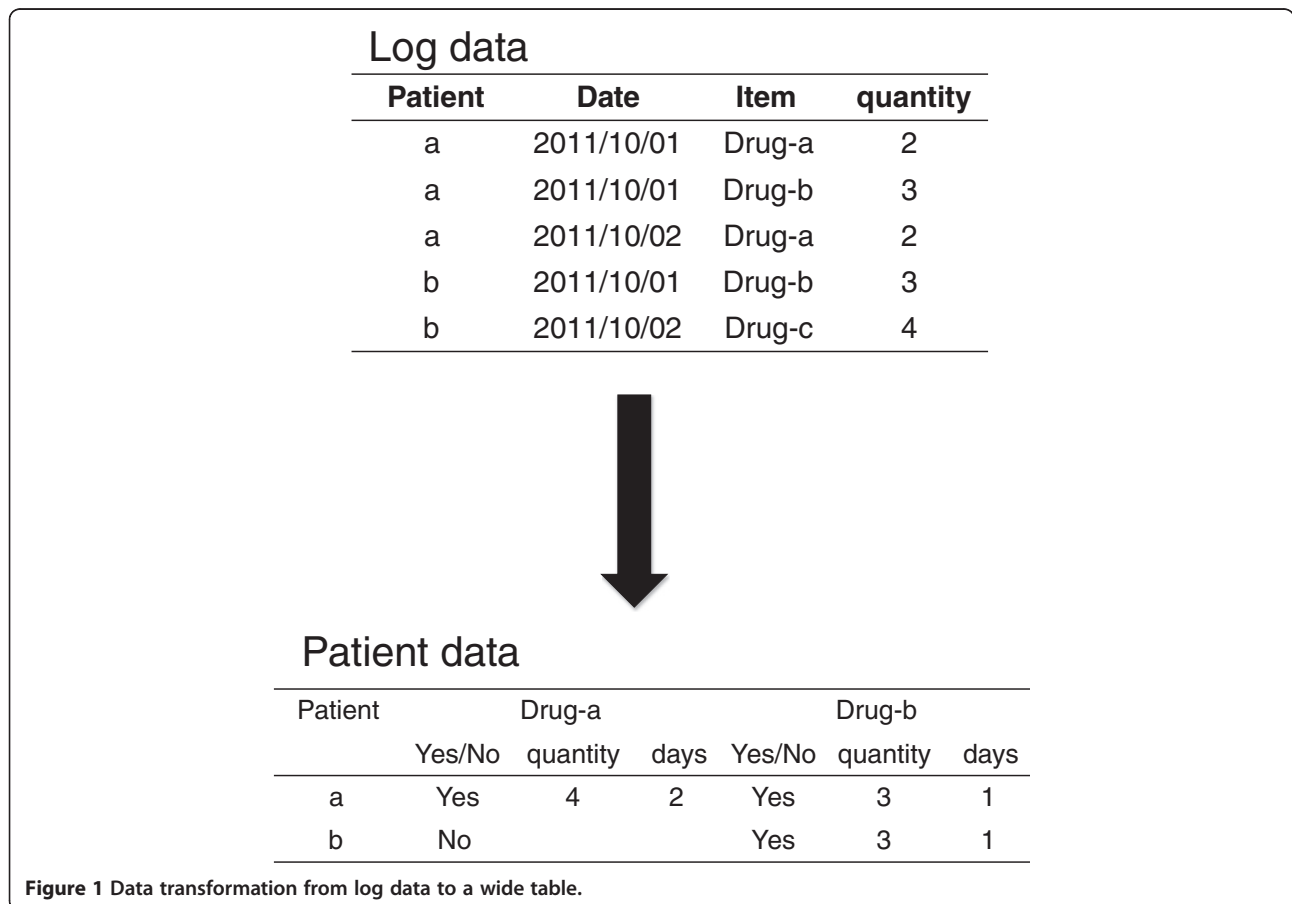 Log data
Patient Date Item quantity
a 2011/10/01 Drug-a 2
a 2011/10/01 Drug-b 3
a 2011/10/02 Drug-a 2
b 2011/10/01 Drug-b 3
b 2011/10/02 Drug-c 4
Patient data
Patient Drug-a Drug-b
Yes/No quantity days Yes/No quantity days
a Yes 4 2 Yes 3 1
b No Yes 3 1
Figure 1 Data transformation from log data to a wide table.